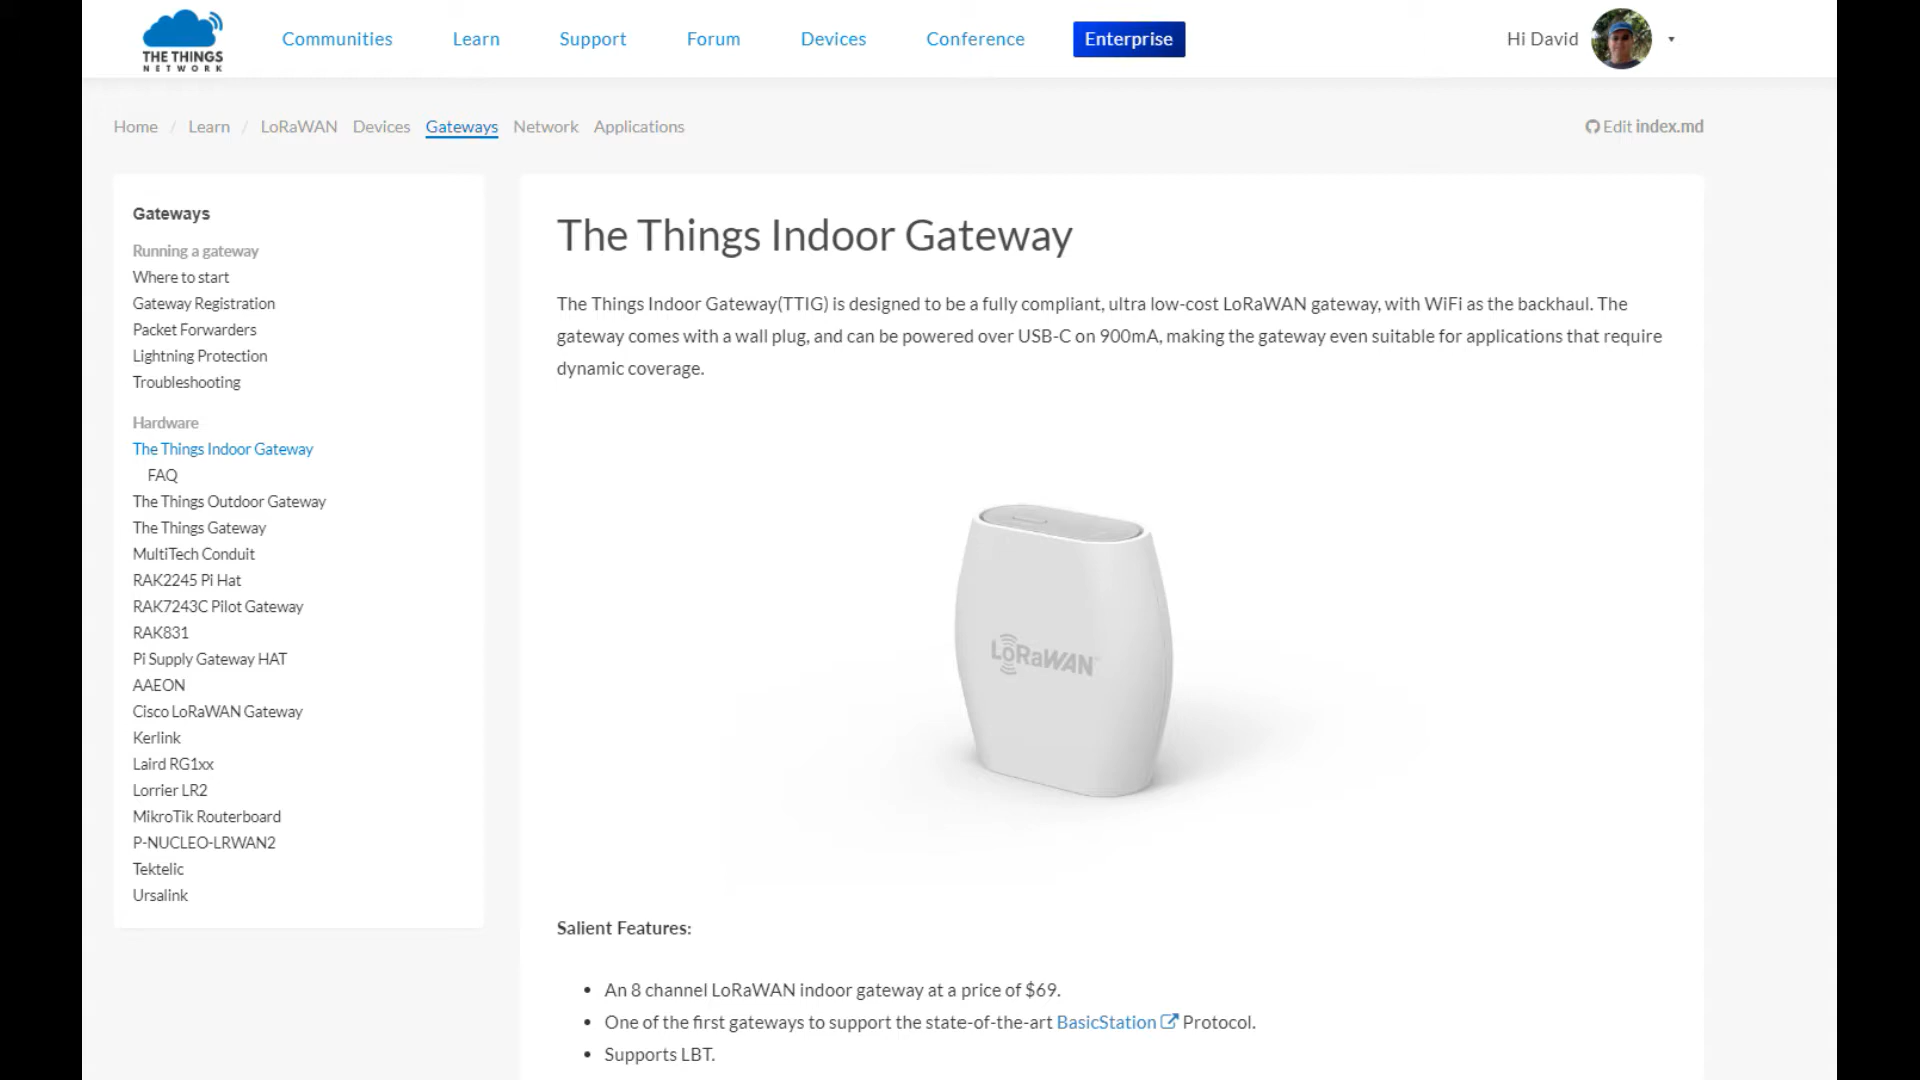 THE THINGS
NETWORK
Communities Learn Support Forum Devices Conference Enterprise Hi David
Home / Learn / LoRaWAN Devices Gateways Network Applications Edit index.md
Gateways
Running a gateway
Where to start
Gateway Registration
Packet Forwarders
Lightning Protection
Troubleshooting
Hardware
The Things Indoor Gateway
FAQ
The Things Outdoor Gateway
The Things Gateway
MultiTech Conduit
RAK2245 Pi Hat
RAK7243C Pilot Gateway
RAK831
Pi Supply Gateway HAT
AAEON
Cisco LoRaWAN Gateway
Kerlink
Laird RG1xx
Lorrier LR2
MikroTik Routerboard
P-NUCLEO-LRWAN2
Tektelic
Ursalink
The Things Indoor Gateway
The Things Indoor Gateway(TTIG) is designed to be a fully compliant, ultra low-cost LoRaWAN gateway, with WiFi as the backhaul. The
gateway comes with a wall plug, and can be powered over USB-C on 900mA, making the gateway even suitable for applications that require
dynamic coverage.
LoRaWAN™
Salient Features:
• An 8 channel LoRaWAN indoor gateway at a price of $69.
• One of the first gateways to support the state-of-the-art BasicStation Protocol.
• Supports LBT.